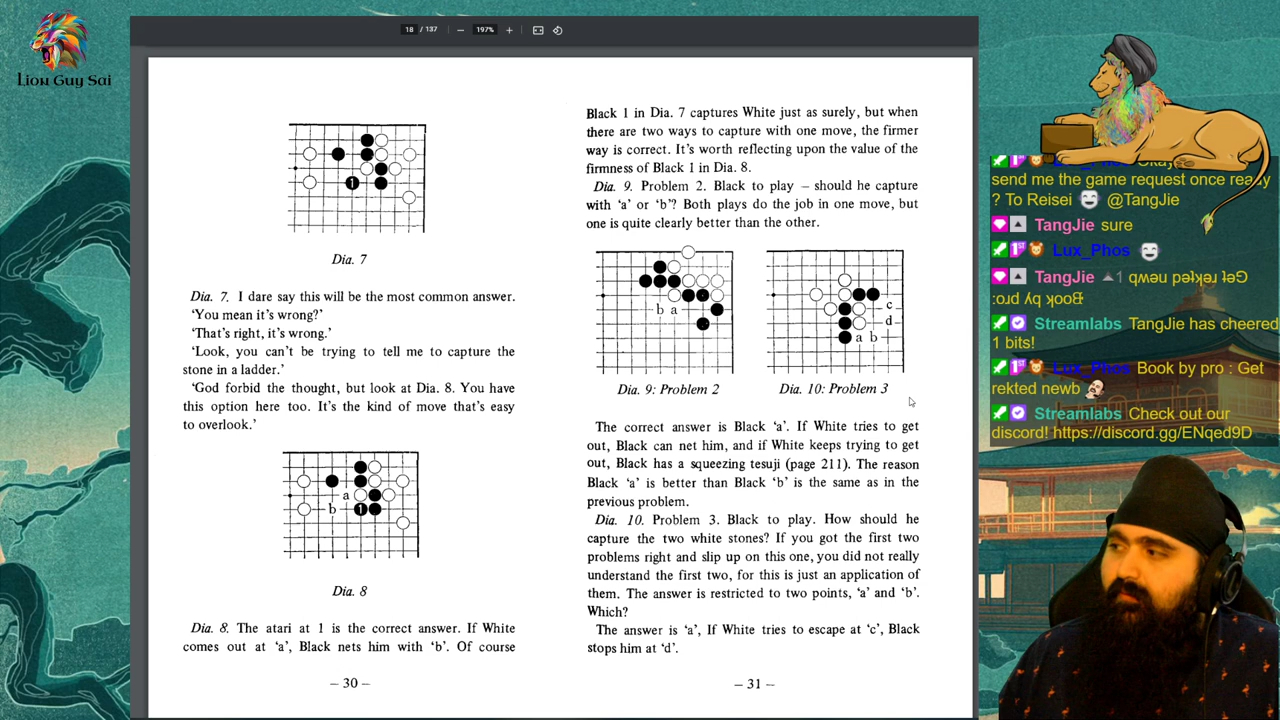 Lion Guy Sai
18 / 137
197%
1
Dia. 7
Dia. 7. I dare say this will be the most common answer.
‘You mean it’s wrong?’
‘That’s right, it’s wrong.’
‘Look, you can’t be trying to tell me to capture the
stone in a ladder.’
‘God forbid the thought, but look at Dia. 8. You have
this option here too. It’s the kind of move that’s easy
to overlook.’
a
b
1
Dia. 8
Dia. 8. The atari at 1 is the correct answer. If White
comes out at ‘a’, Black nets him with ‘b’. Of course
– 30 –
Black 1 in Dia. 7 captures White just as surely, but when
there are two ways to capture with one move, the firmer
way is correct. It’s worth reflecting upon the value of the
firmness of Black 1 in Dia. 8.
Dia. 9. Problem 2. Black to play – should he capture
with ‘a’ or ‘b’? Both plays do the job in one move, but
one is quite clearly better than the other.
b a
Dia. 9: Problem 2
c
d
a b
Dia. 10: Problem 3
The correct answer is Black ‘a’. If White tries to get
out, Black can net him, and if White keeps trying to get
out, Black has a squeezing tesuji (page 211). The reason
Black ‘a’ is better than Black ‘b’ is the same as in the
previous problem.
Dia. 10. Problem 3. Black to play. How should he
capture the two white stones? If you got the first two
problems right and slip up on this one, you did not really
understand the first two, for this is just an application of
them. The answer is restricted to two points, ‘a’ and ‘b’.
Which?
The answer is ‘a’, If White tries to escape at ‘c’, Black
stops him at ‘d’.
– 31 –
send me the game request once ready
? To Reisei @TangJie
TangJie sure
Lux_Phos
TangJie 1 qwǝu pǝʇʞǝɹ ʇǝƃ
:oɹd ʎq ʞooB
Streamlabs TangJie has cheered
1 bits!
Lux_Phos Book by pro : Get
rekted newb
Streamlabs Check out our
discord! https://discord.gg/ENqed9D